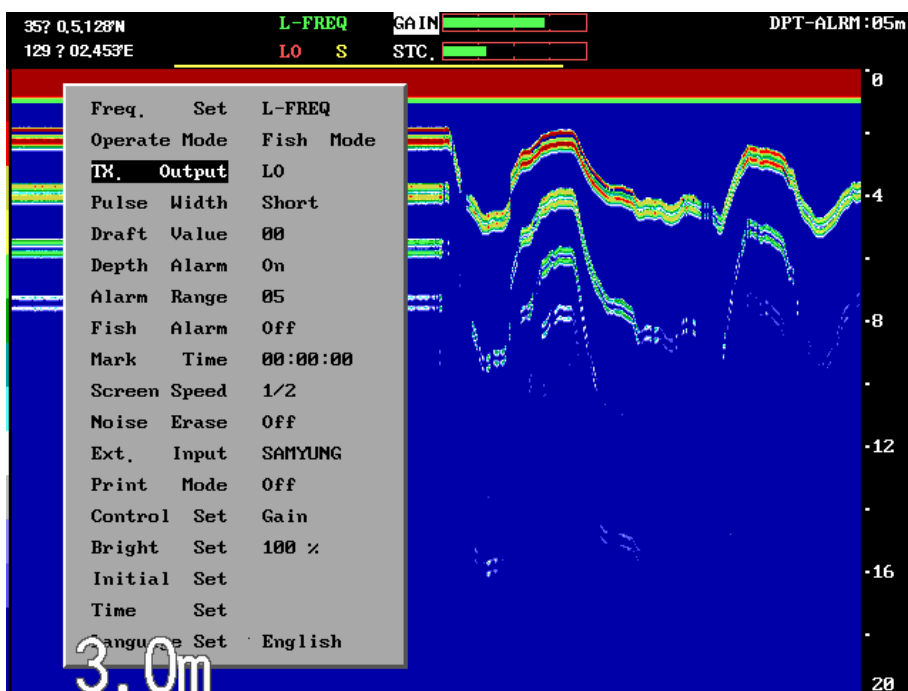 35? 0,5,128'N L-FREQ GAIN DPT-ALRM:05m
129 ? 02,453'E LO S STC.
0
Freq. Set L-FREQ
Operate Mode Fish Mode
TX. Output LO
Pulse Width Short
-4
Draft Value 00
Depth Alarm On
Alarm Range 05
Fish Alarm Off
-8
Mark Time 00:00:00
Screen Speed 1/2
Noise Erase Off
-12
Ext. Input SAMYUNG
Print Mode Off
Control Set Gain
Bright Set 100 %
-16
Initial Set
Time Set
Language Set English
3.0m
20